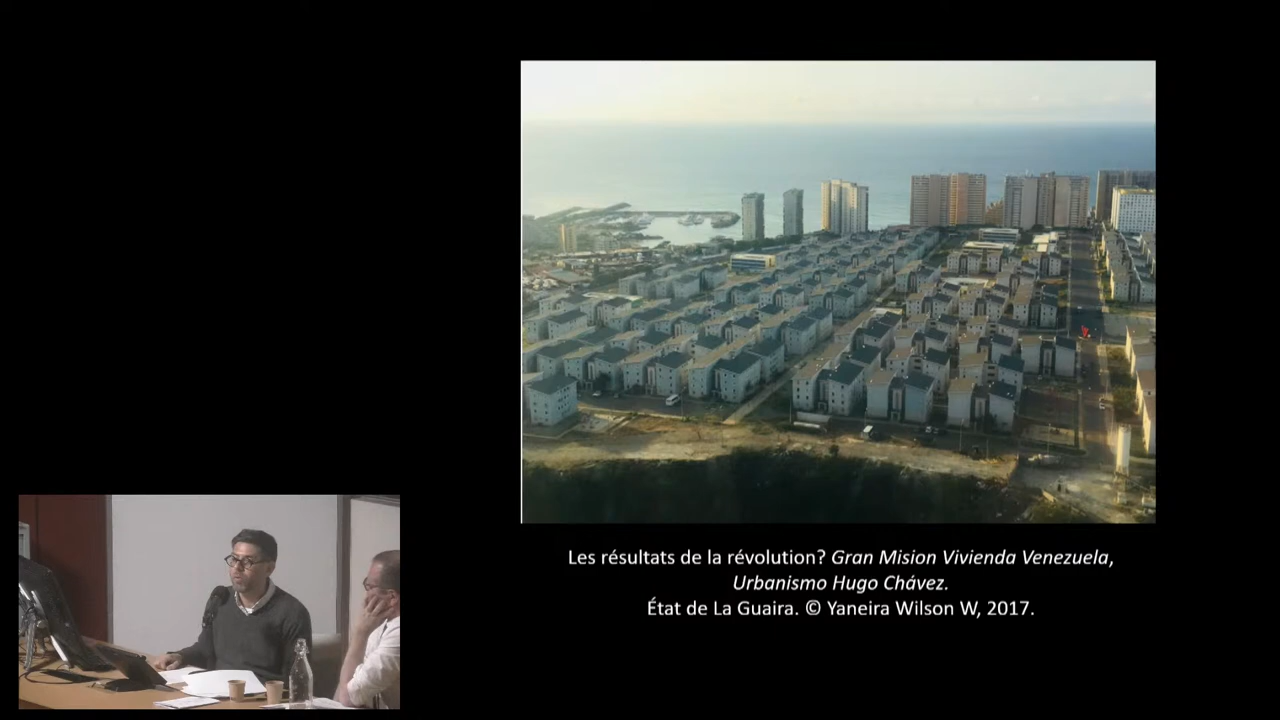 Les résultats de la révolution? Gran Mision Vivienda Venezuela,
Urbanismo Hugo Chávez.
État de La Guaira. © Yaneira Wilson W, 2017.